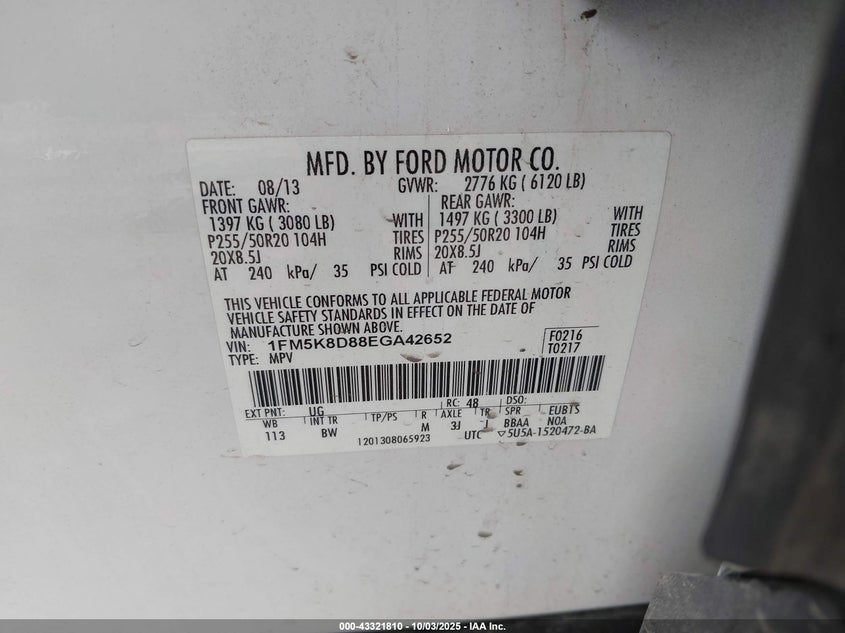 MFD. BY FORD MOTOR CO.
DATE: 08/13 GVWR: 2776 KG ( 6120 LB)
FRONT GAWR: REAR GAWR:
1397 KG ( 3080 LB) WITH 1497 KG ( 3300 LB) WITH
P255/50R20 104H TIRES P255/50R20 104H TIRES
20X8.5J RIMS 20X8.5J RIMS
AT 240 kPa/ 35 PSI COLD AT 240 kPa/ 35 PSI COLD
THIS VEHICLE CONFORMS TO ALL APPLICABLE FEDERAL MOTOR
VEHICLE SAFETY STANDARDS IN EFFECT ON THE DATE OF
MANUFACTURE SHOWN ABOVE.
VIN: 1FM5K8D88EGA42652 F0216
TYPE: MPV T0217
RC: 48 DSO:
EXT PNT: UG
WB INT TR TP/PS R AXLE TR SPR EUBTS
113 BW M 3J J BBAA NOA
1201308065923 UTC ▽5U5A-1520472-BA
000-43321810 - 10/03/2025 - IAA Inc.